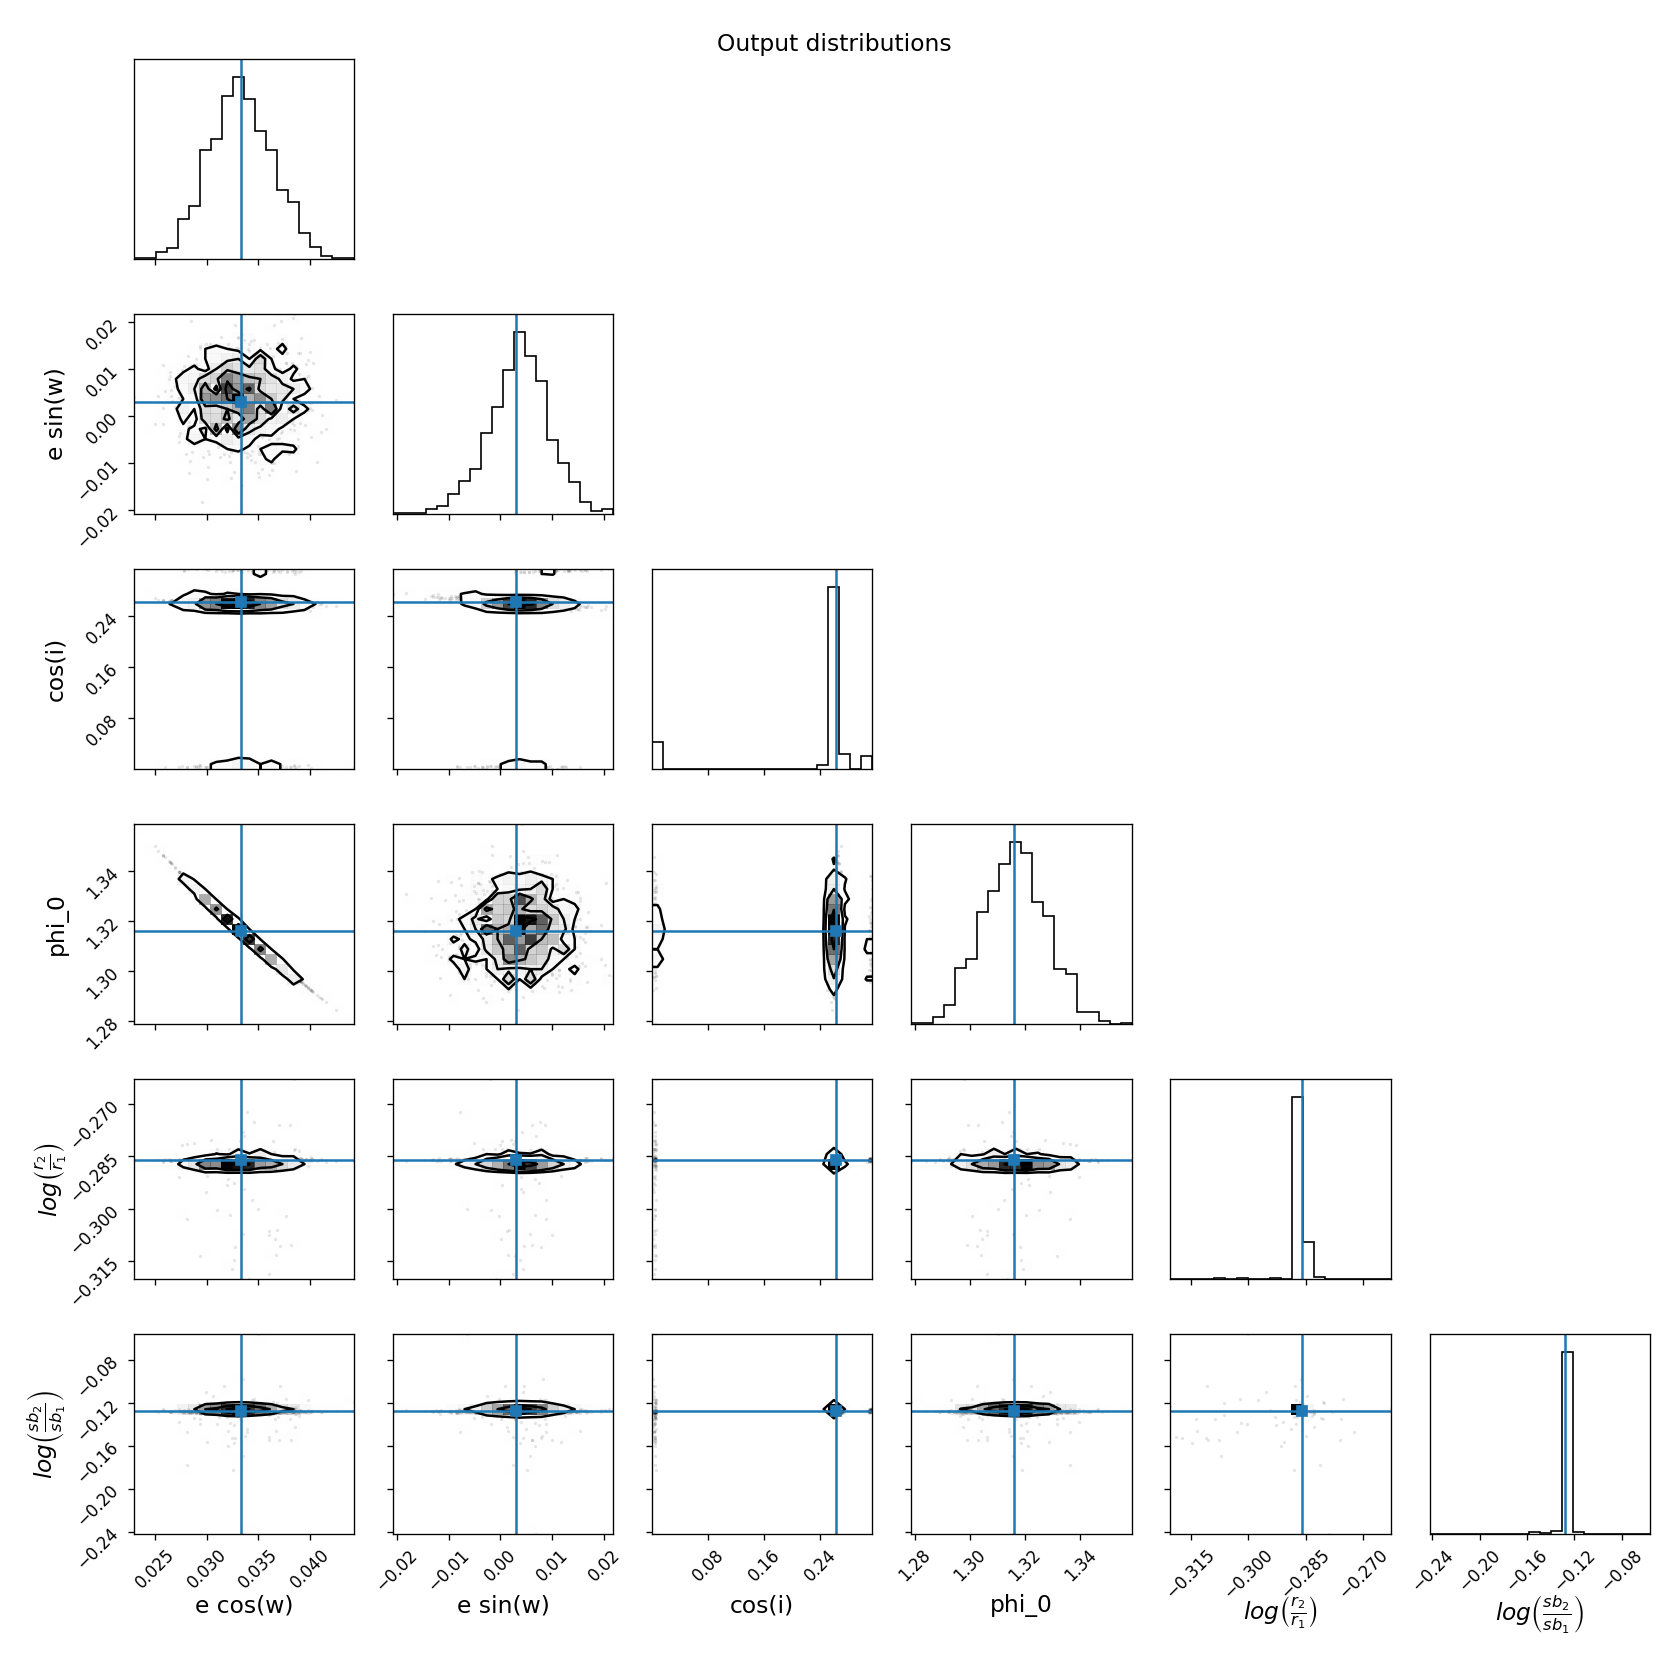 Output distributions
e sin(w)
0.02
0.01
0.00
−0.01
−0.02
cos(i)
0.24
0.16
0.08
phi_0
1.34
1.32
1.30
1.28
log(r2/r1)
−0.270
−0.285
−0.300
−0.315
log(sb2/sb1)
−0.08
−0.12
−0.16
−0.20
−0.24
0.025 0.030 0.035 0.040 −0.02 −0.01 0.00 0.01 0.02 0.08 0.16 0.24 1.28 1.30 1.32 1.34 −0.315 −0.300 −0.285 −0.270 −0.24 −0.20 −0.16 −0.12 −0.08
e cos(w) e sin(w) cos(i) phi_0 log(r2/r1) log(sb2/sb1)